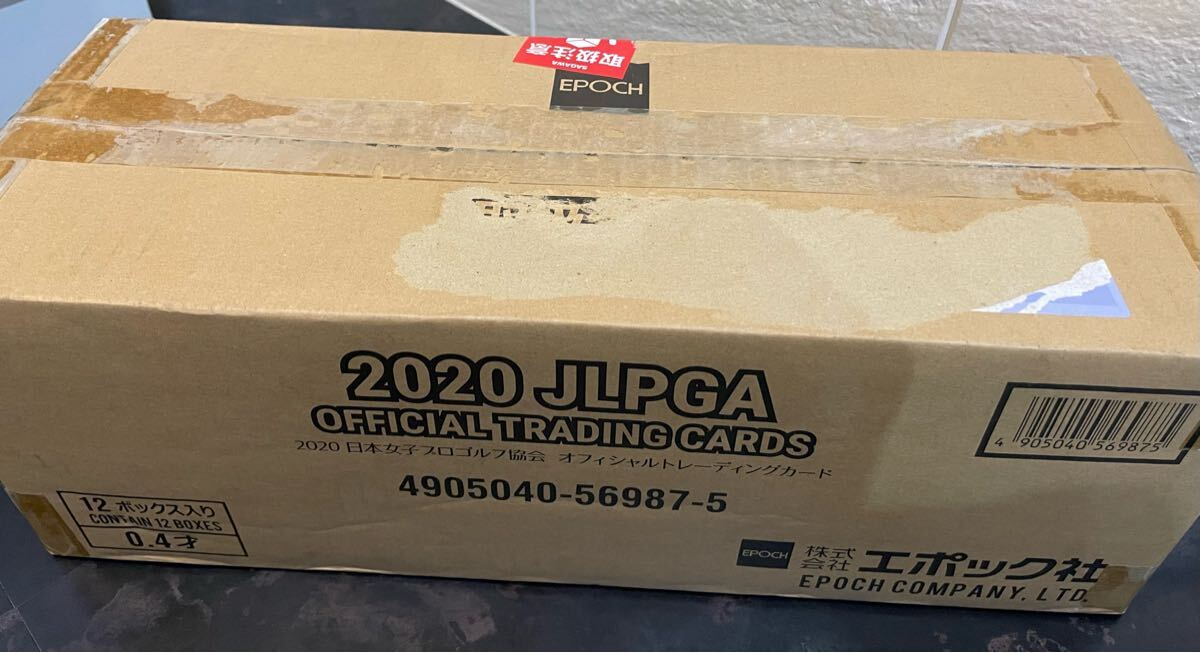 取扱注意
SAGAWA
EPOCH
2020 JLPGA
OFFICIAL TRADING CARDS
2020 日本女子プロゴルフ協会 オフィシャルトレーディングカード
4905040-56987-5
4 905040 569875
12 ボックス入り
CONTAIN 12 BOXES
0.4才
EPOCH 株式会社 エポック社
EPOCH COMPANY, LTD.